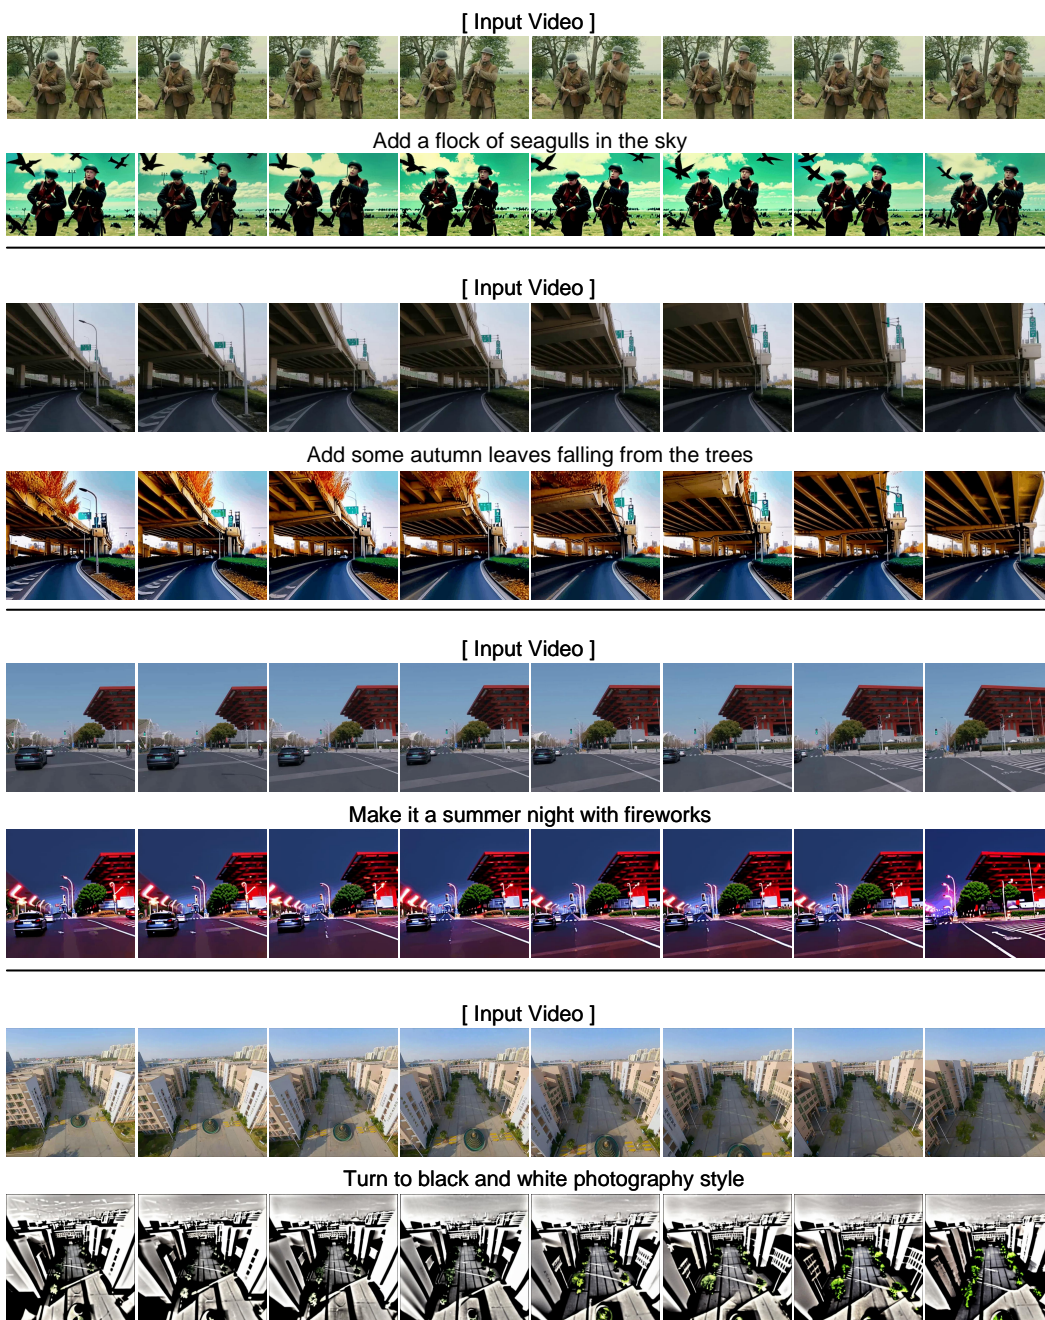 [ Input Video ]
Add a flock of seagulls in the sky
[ Input Video ]
Add some autumn leaves falling from the trees
[ Input Video ]
Make it a summer night with fireworks
[ Input Video ]
Turn to black and white photography style